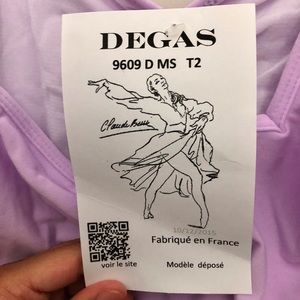 DEGAS
9609 D MS T2
Claude Bessy
10/12/2015
Fabriqué en France
voir le site
Modèle déposé